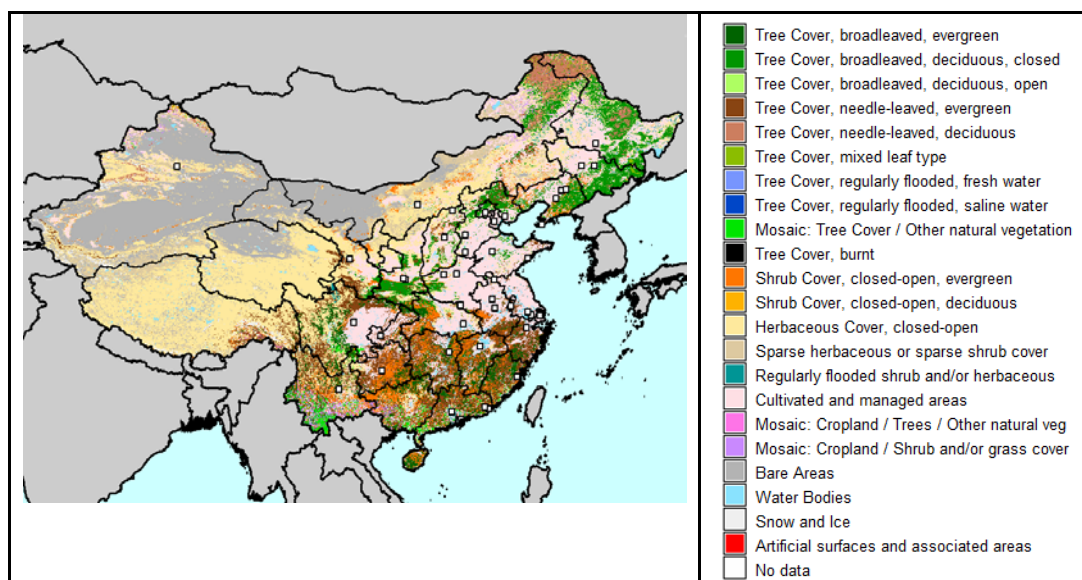 Tree Cover, broadleaved, evergreen
Tree Cover, broadleaved, deciduous, closed
Tree Cover, broadleaved, deciduous, open
Tree Cover, needle-leaved, evergreen
Tree Cover, needle-leaved, deciduous
Tree Cover, mixed leaf type
Tree Cover, regularly flooded, fresh water
Tree Cover, regularly flooded, saline water
Mosaic: Tree Cover / Other natural vegetation
Tree Cover, burnt
Shrub Cover, closed-open, evergreen
Shrub Cover, closed-open, deciduous
Herbaceous Cover, closed-open
Sparse herbaceous or sparse shrub cover
Regularly flooded shrub and/or herbaceous
Cultivated and managed areas
Mosaic: Cropland / Trees / Other natural veg
Mosaic: Cropland / Shrub and/or grass cover
Bare Areas
Water Bodies
Snow and Ice
Artificial surfaces and associated areas
No data